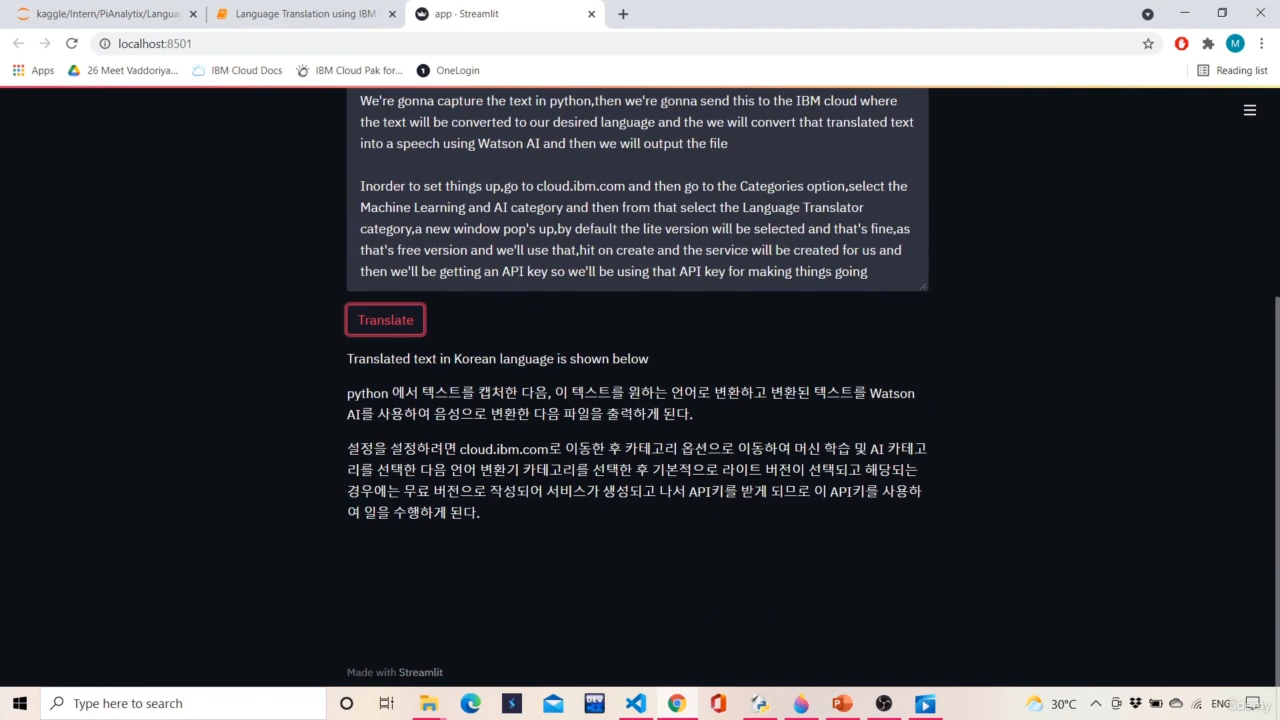 kaggle/Intern/PiAnalytix/Langua
Language Translation using IBM
app · Streamlit
localhost:8501
M
Apps
26 Meet Vaddoriya...
IBM Cloud Docs
IBM Cloud Pak for...
OneLogin
Reading list
We're gonna capture the text in python,then we're gonna send this to the IBM cloud where
the text will be converted to our desired language and the we will convert that translated text
into a speech using Watson AI and then we will output the file
Inorder to set things up,go to cloud.ibm.com and then go to the Categories option,select the
Machine Learning and AI category and then from that select the Language Translator
category,a new window pop's up,by default the lite version will be selected and that's fine,as
that's free version and we'll use that,hit on create and the service will be created for us and
then we'll be getting an API key so we'll be using that API key for making things going
Translate
Translated text in Korean language is shown below
python 에서 텍스트를 캡처한 다음, 이 텍스트를 원하는 언어로 변환하고 변환된 텍스트를 Watson
AI를 사용하여 음성으로 변환한 다음 파일을 출력하게 된다.
설정을 설정하려면 cloud.ibm.com로 이동한 후 카테고리 옵션으로 이동하여 머신 학습 및 AI 카테고
리를 선택한 다음 언어 변환기 카테고리를 선택한 후 기본적으로 라이트 버전이 선택되고 해당되는
경우에는 무료 버전으로 작성되어 서비스가 생성되고 나서 API키를 받게 되므로 이 API키를 사용하
여 일을 수행하게 된다.
Made with Streamlit
Type here to search
DEV
30°C
ENG
Udemy